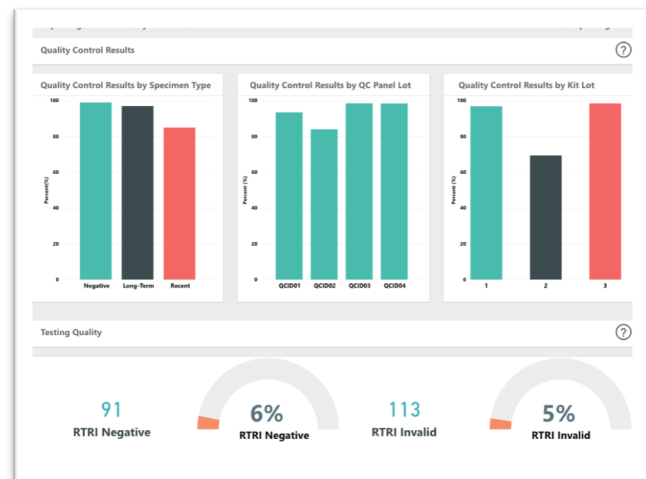 Quality Control Results
?
Quality Control Results by Specimen Type
100
80
60
40
20
0
Percent(%)
Negative Long-Term Recent
Quality Control Results by QC Panel Lot
100
80
60
40
20
0
Percent (%)
QCID01 QCID02 QCID03 QCID04
Quality Control Results by Kit Lot
100
80
60
40
20
0
Percent (%)
1 2 3
Testing Quality
?
91
RTRI Negative
6%
RTRI Negative
113
RTRI Invalid
5%
RTRI Invalid